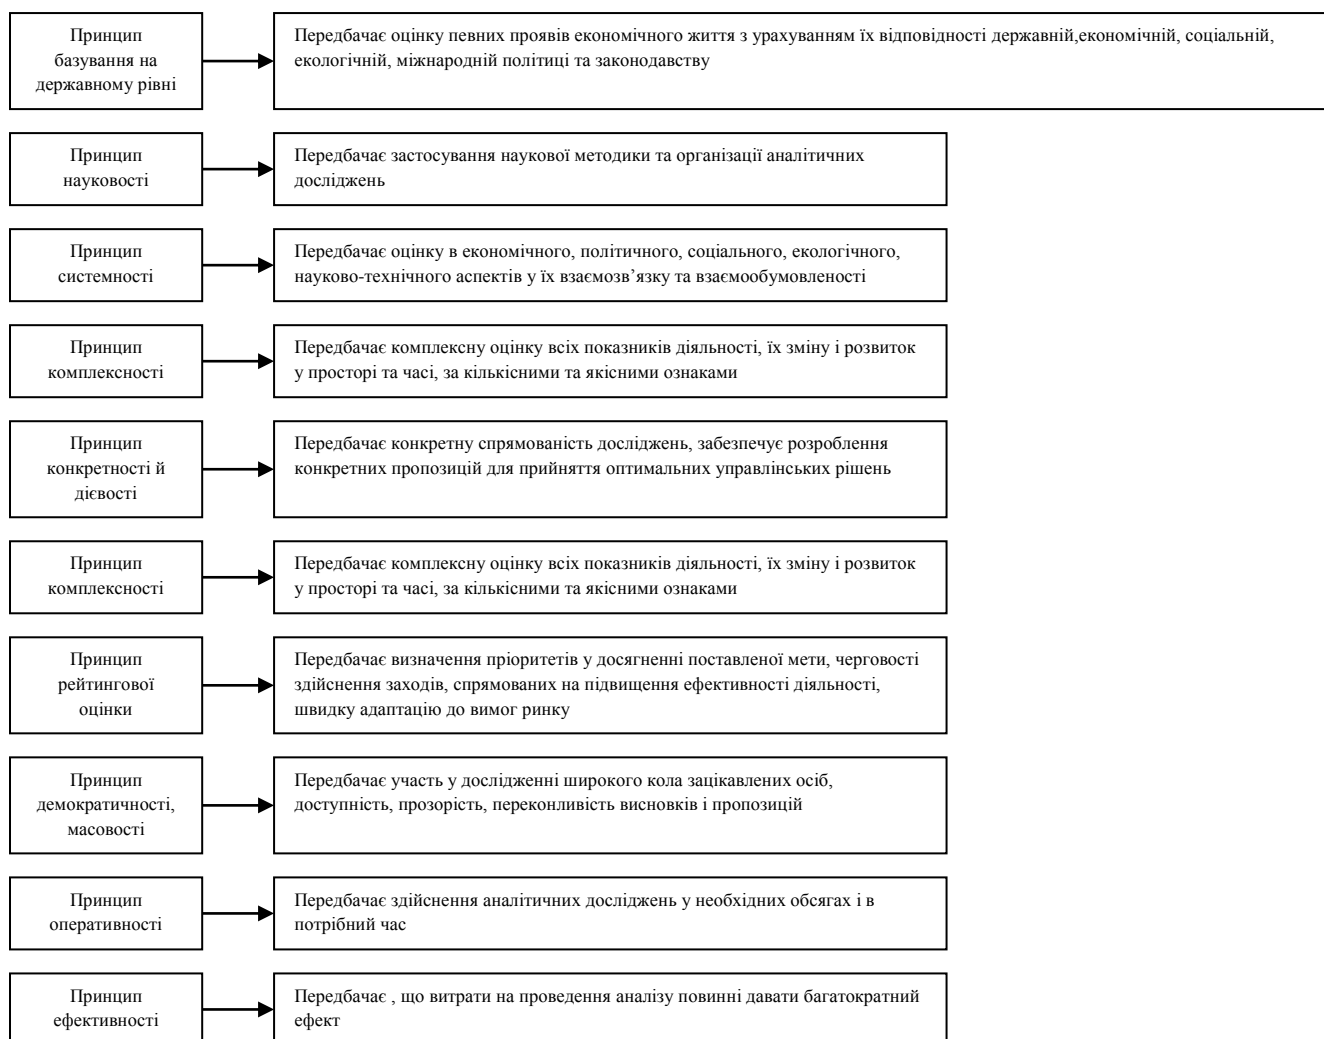 Принцип
базування на
державному рівні
Передбачає оцінку певних проявів економічного життя з урахуванням їх відповідності державній,економічній, соціальній,
екологічній, міжнародній політиці та законодавству
Принцип
науковості
Передбачає застосування наукової методики та організації аналітичних
досліджень
Принцип
системності
Передбачає оцінку в економічного, політичного, соціального, екологічного,
науково-технічного аспектів у їх взаємозв’язку та взаємообумовленості
Принцип
комплексності
Передбачає комплексну оцінку всіх показників діяльності, їх зміну і розвиток
у просторі та часі, за кількісними та якісними ознаками
Принцип
конкретності й
дієвості
Передбачає конкретну спрямованість досліджень, забезпечує розроблення
конкретних пропозицій для прийняття оптимальних управлінських рішень
Принцип
комплексності
Передбачає комплексну оцінку всіх показників діяльності, їх зміну і розвиток
у просторі та часі, за кількісними та якісними ознаками
Принцип
рейтингової
оцінки
Передбачає визначення пріоритетів у досягненні поставленої мети, черговості
здійснення заходів, спрямованих на підвищення ефективності діяльності,
швидку адаптацію до вимог ринку
Принцип
демократичності,
масовості
Передбачає участь у дослідженні широкого кола зацікавлених осіб,
доступність, прозорість, переконливість висновків і пропозицій
Принцип
оперативності
Передбачає здійснення аналітичних досліджень у необхідних обсягах і в
потрібний час
Принцип
ефективності
Передбачає , що витрати на проведення аналізу повинні давати багатократний
ефект